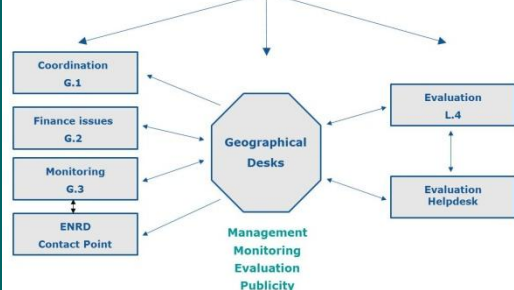 Coordination
G.1
Finance issues
G.2
Monitoring
G.3
ENRD
Contact Point
Geographical
Desks
Management
Monitoring
Evaluation
Publicity
Evaluation
L.4
Evaluation
Helpdesk